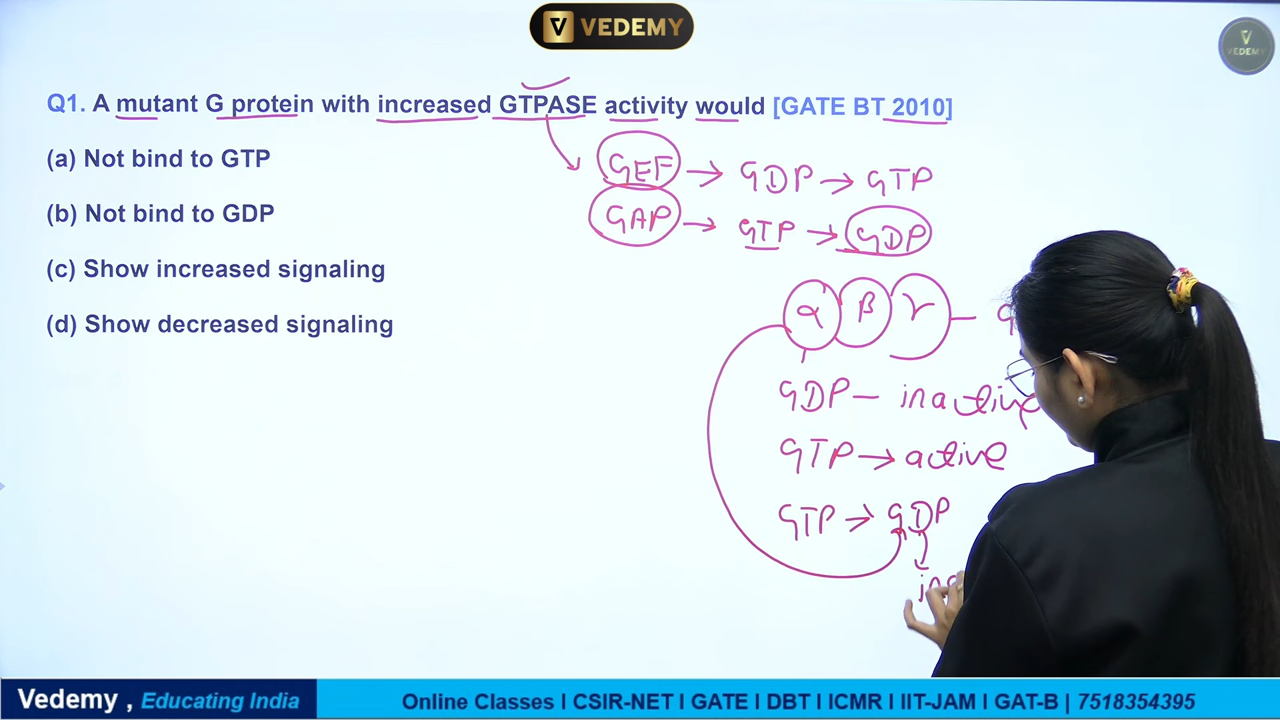 VEDEMY
VEDEMY
Q1. A mutant G protein with increased GTPASE activity would [GATE BT 2010]
(a) Not bind to GTP
(b) Not bind to GDP
(c) Show increased signaling
(d) Show decreased signaling
GEF → GDP → GTP
GAP → GTP → GDP
α β γ —
GDP — inactive
GTP → active
GTP → GDP
Vedemy , Educating India
Online Classes I CSIR-NET I GATE I DBT I ICMR I IIT-JAM I GAT-B | 7518354395